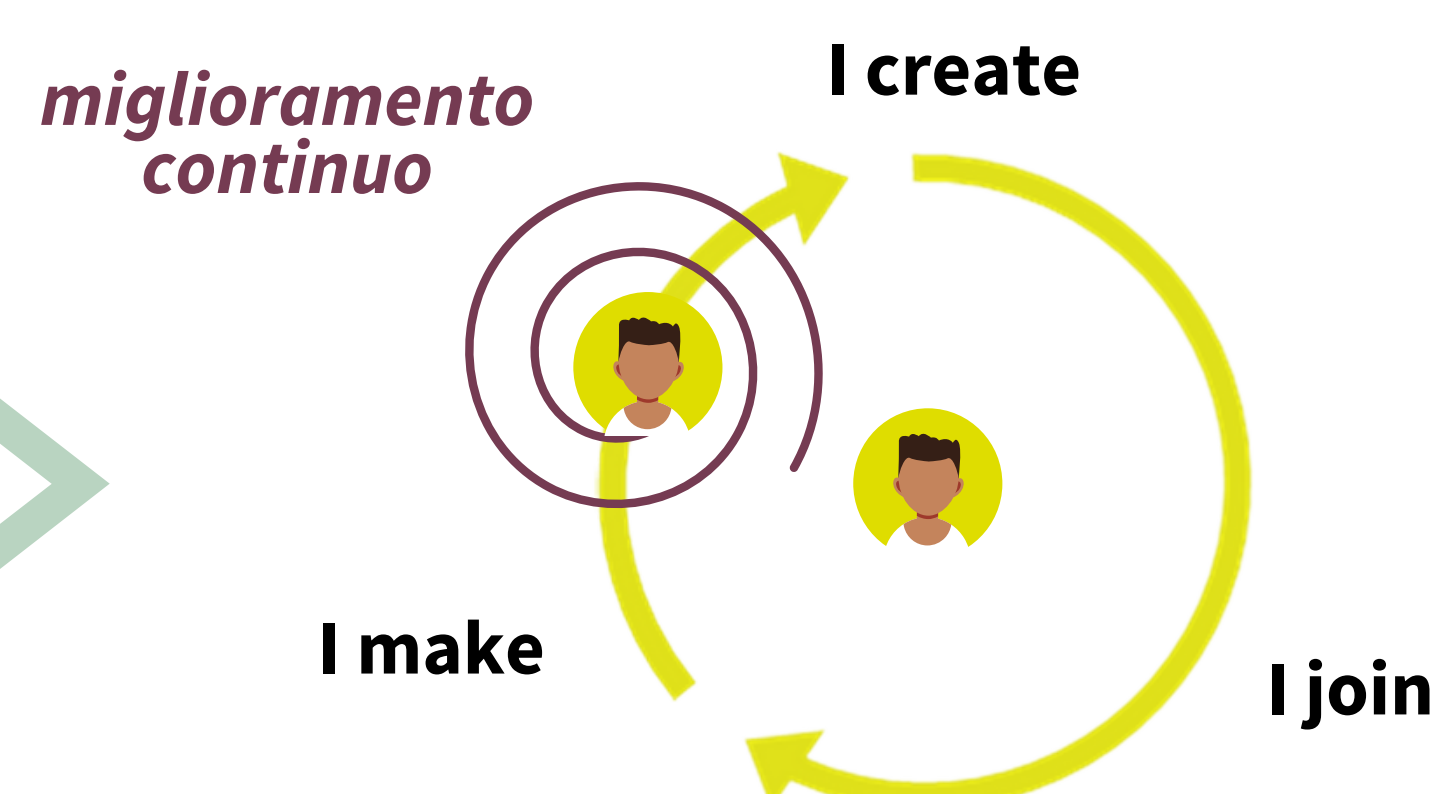 I create
miglioramento
continuo
I make
I join